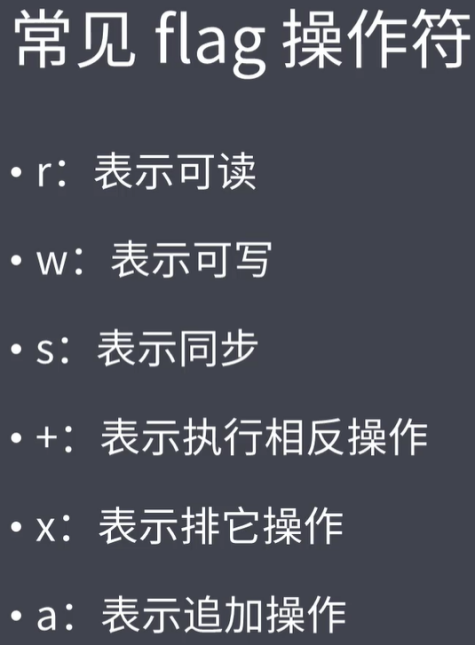 常见 flag 操作符
• r：表示可读
• w：表示可写
• s：表示同步
• +：表示执行相反操作
• x：表示排它操作
• a：表示追加操作